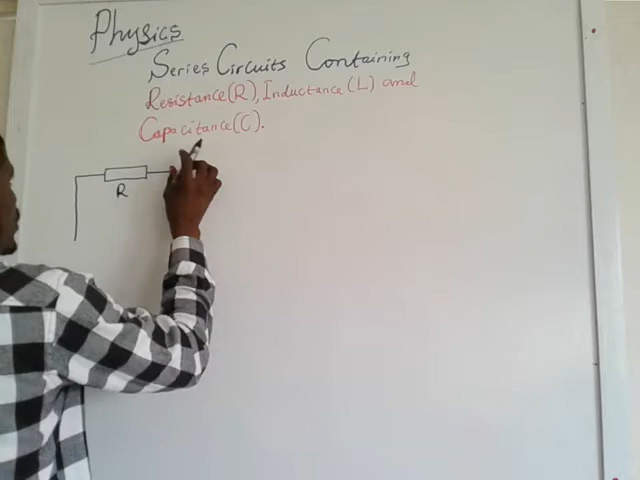 Physics
Series Circuits Containing
Resistance(R), Inductance (L) and
Capacitance(C).
R